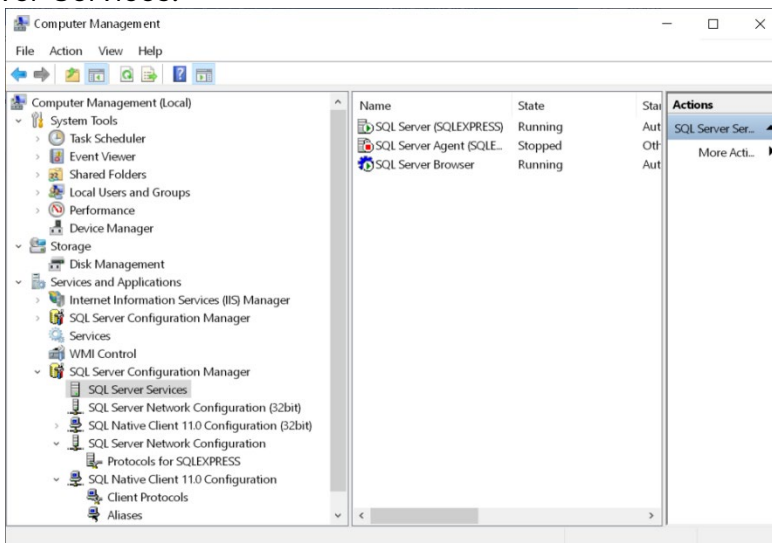 Computer Management
File Action View Help
Computer Management (Local)
System Tools
Task Scheduler
Event Viewer
Shared Folders
Local Users and Groups
Performance
Device Manager
Storage
Disk Management
Services and Applications
Internet Information Services (IIS) Manager
SQL Server Configuration Manager
Services
WMI Control
SQL Server Configuration Manager
SQL Server Services
SQL Server Network Configuration (32bit)
SQL Native Client 11.0 Configuration (32bit)
SQL Server Network Configuration
Protocols for SQLEXPRESS
SQL Native Client 11.0 Configuration
Client Protocols
Aliases
Name State Star
SQL Server (SQLEXPRESS) Running Aut
SQL Server Agent (SQLE... Stopped Oth
SQL Server Browser Running Aut
Actions
SQL Server Ser...
More Acti...